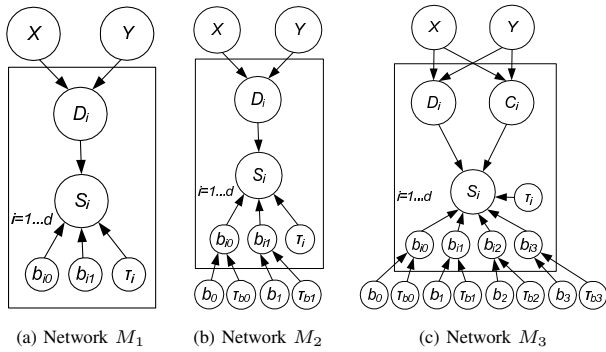 X Y X Y X Y
D_i D_i D_i C_i
S_i S_i S_i
i=1...d i=1...d i=1...d τ_i
b_i0 b_i1 τ_i b_i0 b_i1 τ_i b_i0 b_i1 b_i2 b_i3
b_0 τ_b0 b_1 τ_b1 b_0 τ_b0 b_1 τ_b1 b_2 τ_b2 b_3 τ_b3
(a) Network M_1 (b) Network M_2 (c) Network M_3